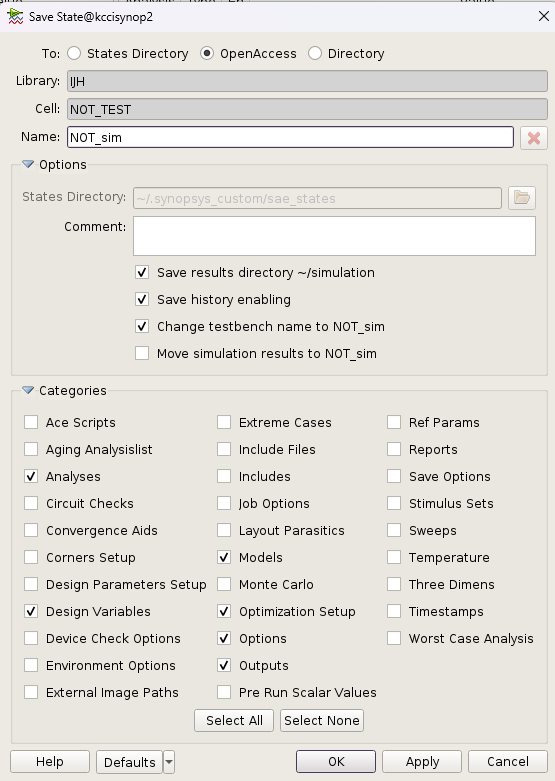 Save State@kccisynop2
To: States Directory OpenAccess Directory
Library: IJH
Cell: NOT_TEST
Name: NOT_sim
Options
States Directory: ~/.synopsys_custom/sae_states
Comment:
Save results directory ~/simulation
Save history enabling
Change testbench name to NOT_sim
Move simulation results to NOT_sim
Categories
Ace Scripts Extreme Cases Ref Params
Aging Analysislist Include Files Reports
Analyses Includes Save Options
Circuit Checks Job Options Stimulus Sets
Convergence Aids Layout Parasitics Sweeps
Corners Setup Models Temperature
Design Parameters Setup Monte Carlo Three Dimens
Design Variables Optimization Setup Timestamps
Device Check Options Options Worst Case Analysis
Environment Options Outputs
External Image Paths Pre Run Scalar Values
Select All Select None
Help Defaults OK Apply Cancel